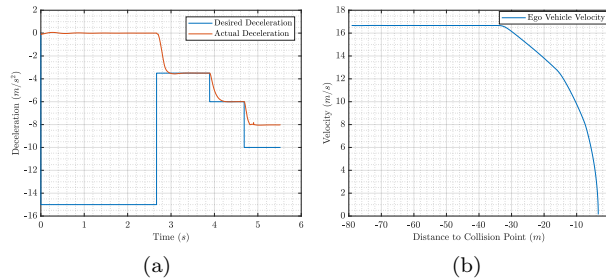 Desired Deceleration
Actual Deceleration
0
-2
-4
-6
-8
-10
-12
-14
-16
Deceleration (m/s²)
0 1 2 3 4 5 6
Time (s)
(a)
Ego Vehicle Velocity
18
16
14
12
10
8
6
4
2
0
Velocity (m/s)
-80 -70 -60 -50 -40 -30 -20 -10
Distance to Collision Point (m)
(b)